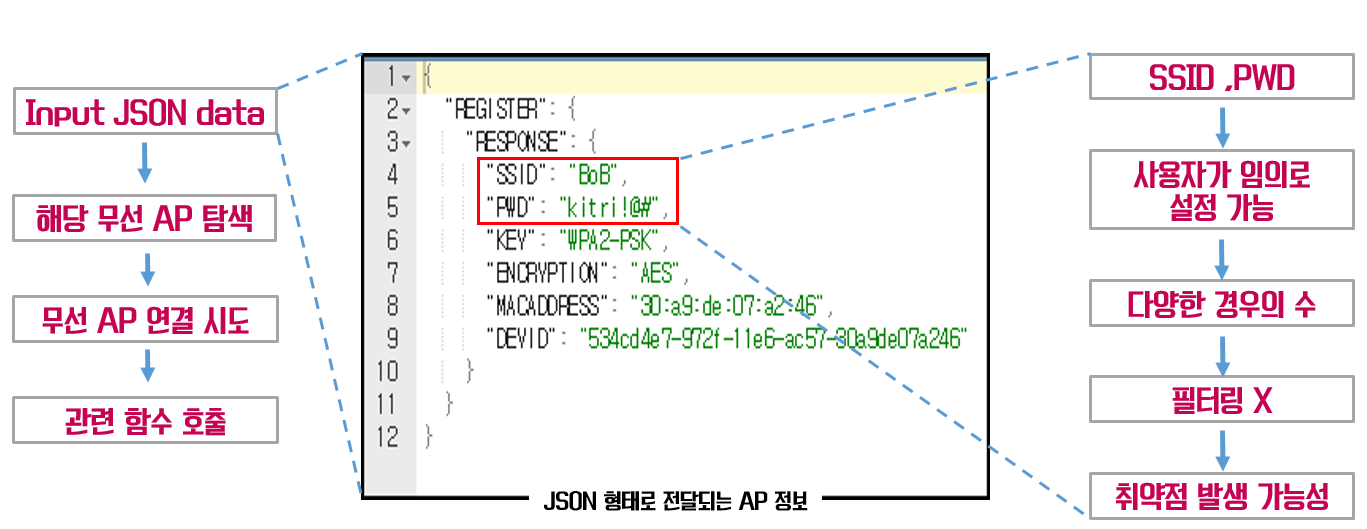 Input JSON data
해당 무선 AP 탐색
무선 AP 연결 시도
관련 함수 호출
1 {
2 "REGISTER": {
3 "RESPONSE": {
4 "SSID": "BoB",
5 "PWD": "kitri!@#",
6 "KEY": "WPA2-PSK",
7 "ENCRYPTION": "AES",
8 "MACADDRESS": "30:a9:de:07:a2:46",
9 "DEVID": "534cd4e7-972f-11e6-ac57-30a9de07a246"
10 }
11 }
12 }
JSON 형태로 전달되는 AP 정보
SSID ,PWD
사용자가 임의로
설정 가능
다양한 경우의 수
필터링 X
취약점 발생 가능성